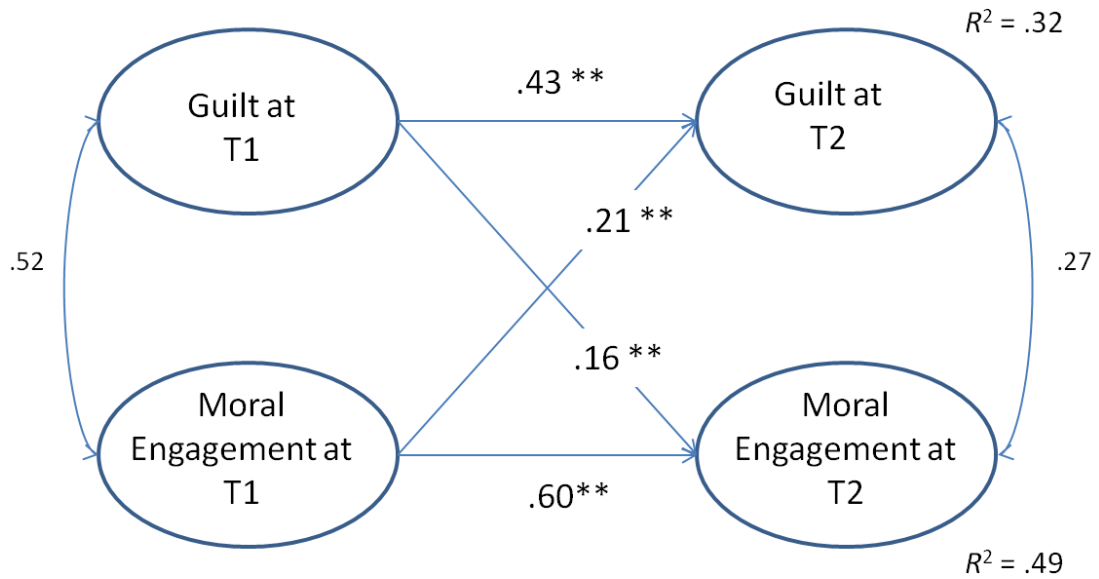 R² = .32
.43 **
Guilt at
T1
Guilt at
T2
.21 **
.52
.27
.16 **
Moral
Engagement at
T1
Moral
Engagement at
T2
.60**
R² = .49